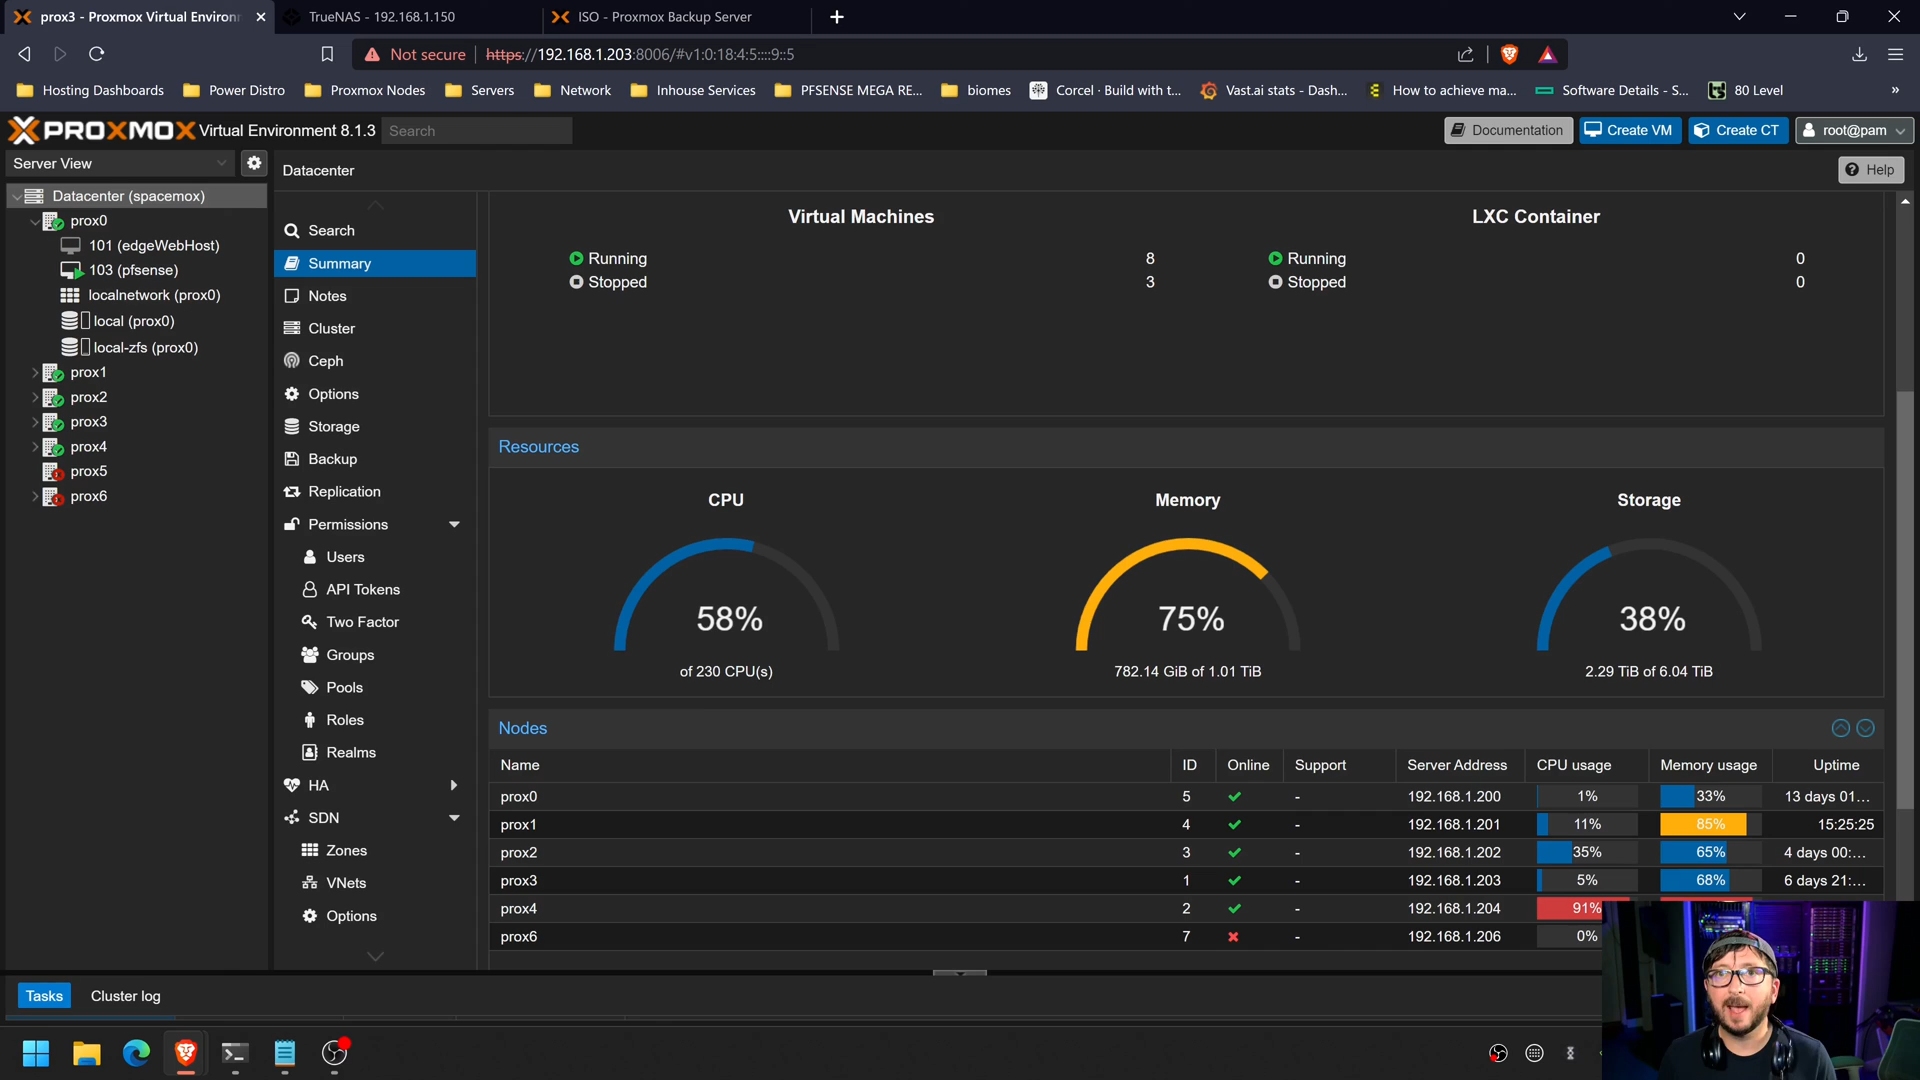 prox3 - Proxmox Virtual Environ
TrueNAS - 192.168.1.150
ISO - Proxmox Backup Server
Not secure
https://192.168.1.203:8006/#v1:0:18:4:5::::9::5
Hosting Dashboards
Power Distro
Proxmox Nodes
Servers
Network
Inhouse Services
PFSENSE MEGA RE...
biomes
Corcel · Build with t...
Vast.ai stats - Dash...
How to achieve ma...
Software Details - S...
80 Level
PROXMOX Virtual Environment 8.1.3
Search
Documentation
Create VM
Create CT
root@pam
Server View
Datacenter
Help
Datacenter (spacemox)
prox0
101 (edgeWebHost)
103 (pfsense)
localnetwork (prox0)
local (prox0)
local-zfs (prox0)
prox1
prox2
prox3
prox4
prox5
prox6
Search
Summary
Notes
Cluster
Ceph
Options
Storage
Backup
Replication
Permissions
Users
API Tokens
Two Factor
Groups
Pools
Roles
Realms
HA
SDN
Zones
VNets
Options
Virtual Machines
Running 8
Stopped 3
LXC Container
Running 0
Stopped 0
Resources
CPU
58%
of 230 CPU(s)
Memory
75%
782.14 GiB of 1.01 TiB
Storage
38%
2.29 TiB of 6.04 TiB
Nodes
Name ID Online Support Server Address CPU usage Memory usage Uptime
prox0 5 - 192.168.1.200 1% 33% 13 days 01:...
prox1 4 - 192.168.1.201 11% 85% 15:25:25
prox2 3 - 192.168.1.202 35% 65% 4 days 00:...
prox3 1 - 192.168.1.203 5% 68% 6 days 21:...
prox4 2 - 192.168.1.204 91%
prox6 7 - 192.168.1.206 0%
Tasks
Cluster log